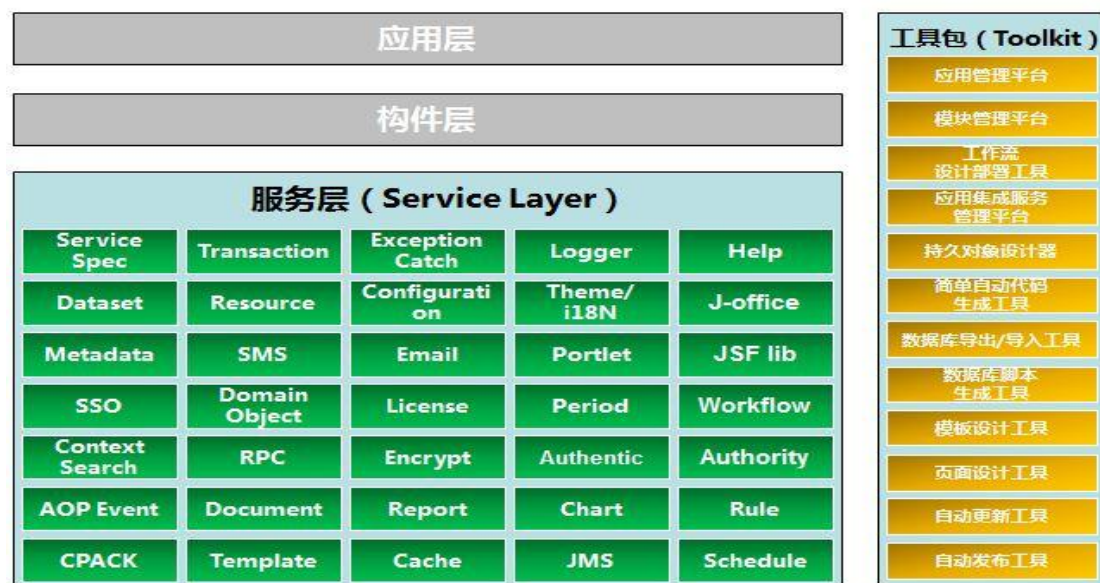 应用层
构件层
服务层（Service Layer）
Service
Spec
Transaction
Exception
Catch
Logger
Help
Dataset
Resource
Configurati
on
Theme/
i18N
J-office
Metadata
SMS
Email
Portlet
JSF lib
SSO
Domain
Object
License
Period
Workflow
Context
Search
RPC
Encrypt
Authentic
Authority
AOP Event
Document
Report
Chart
Rule
CPACK
Template
Cache
JMS
Schedule
工具包（Toolkit）
应用管理平台
模块管理平台
工作流
设计部署工具
应用集成服务
管理平台
持久对象设计器
简单自动代码
生成工具
数据库导出/导入工具
数据库脚本
生成工具
模板设计工具
页面设计工具
自动更新工具
自动发布工具